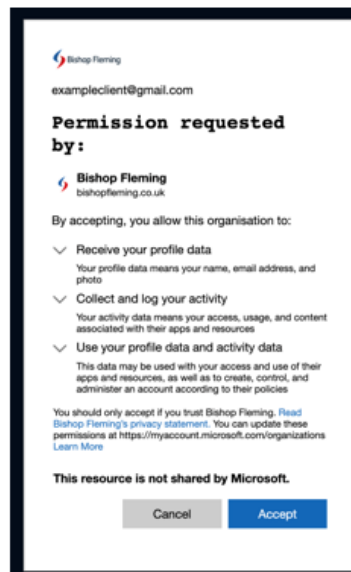 Bishop Fleming
exampleclient@gmail.com
Permission requested
by:
Bishop Fleming
bishopfleming.co.uk
By accepting, you allow this organisation to:
Receive your profile data
Your profile data means your name, email address, and
photo
Collect and log your activity
Your activity data means your access, usage, and content
associated with their apps and resources
Use your profile data and activity data
This data may be used with your access and use of their
apps and resources, as well as to create, control, and
administer an account according to their policies
You should only accept if you trust Bishop Fleming. Read
Bishop Fleming's privacy statement. You can update these
permissions at https://myaccount.microsoft.com/organizations
Learn More
This resource is not shared by Microsoft.
Cancel
Accept